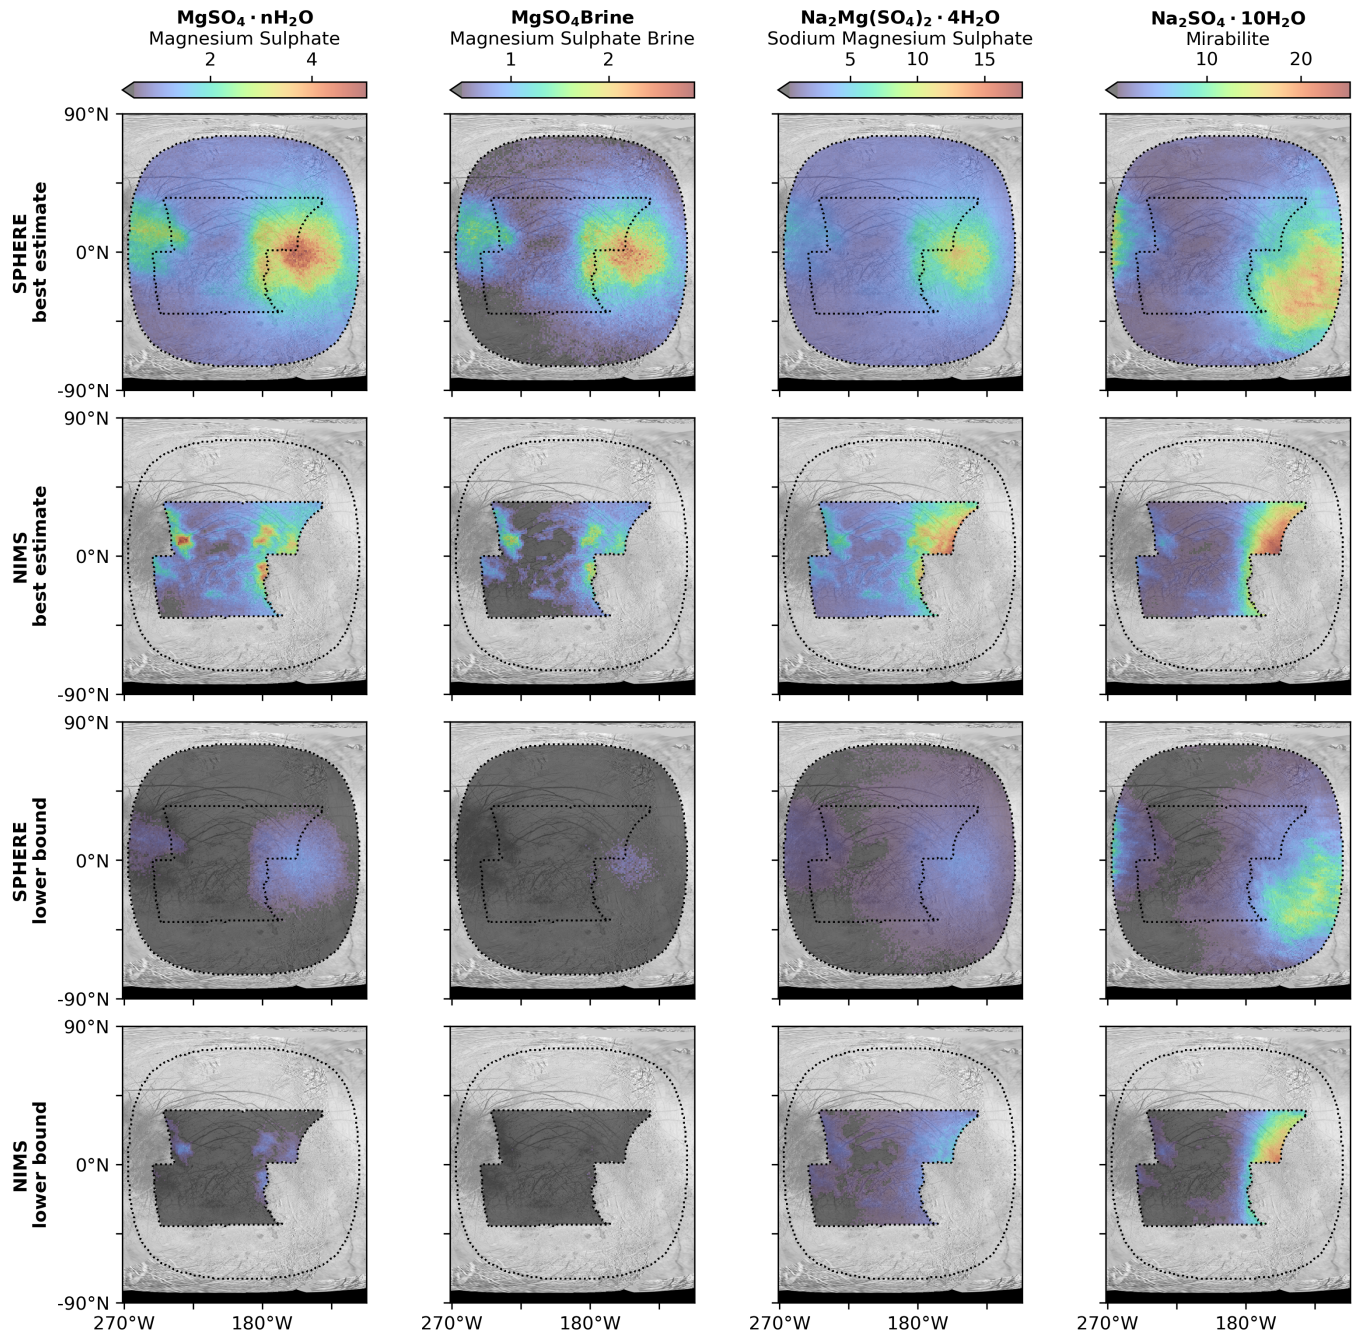 MgSO₄ · nH₂O
Magnesium Sulphate
2 4
MgSO₄Brine
Magnesium Sulphate Brine
1 2
Na₂Mg(SO₄)₂ · 4H₂O
Sodium Magnesium Sulphate
5 10 15
Na₂SO₄ · 10H₂O
Mirabilite
10 20
SPHERE
best estimate
90°N
0°N
-90°N
NIMS
best estimate
90°N
0°N
-90°N
SPHERE
lower bound
90°N
0°N
-90°N
NIMS
lower bound
90°N
0°N
-90°N
270°W 180°W 270°W 180°W 270°W 180°W 270°W 180°W